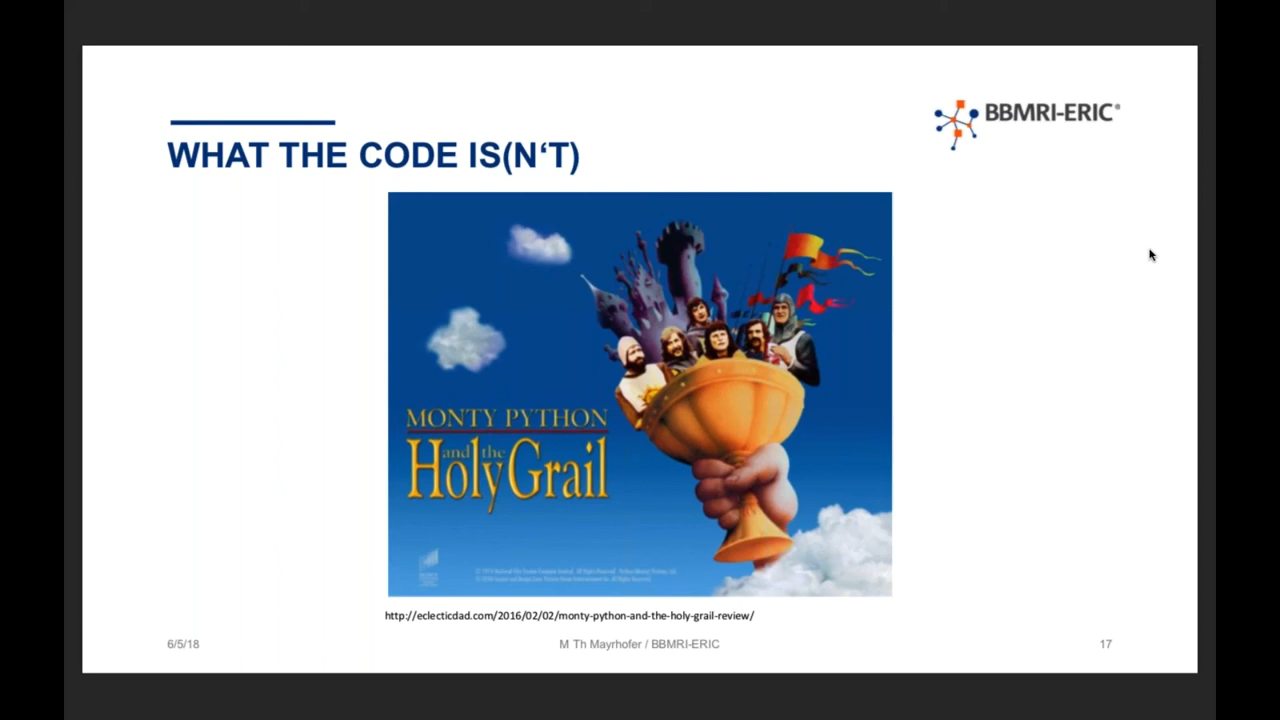 BBMRI-ERIC®
WHAT THE CODE IS(N‘T)
MONTY PYTHON
and the
Holy Grail
http://eclecticdad.com/2016/02/02/monty-python-and-the-holy-grail-review/
6/5/18
M Th Mayrhofer / BBMRI-ERIC
17